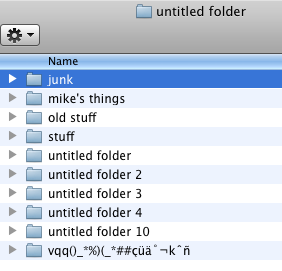 untitled folder
Name
junk
mike's things
old stuff
stuff
untitled folder
untitled folder 2
untitled folder 3
untitled folder 4
untitled folder 10
vqq()_*%)(_*##çüä˚¬kˆñ